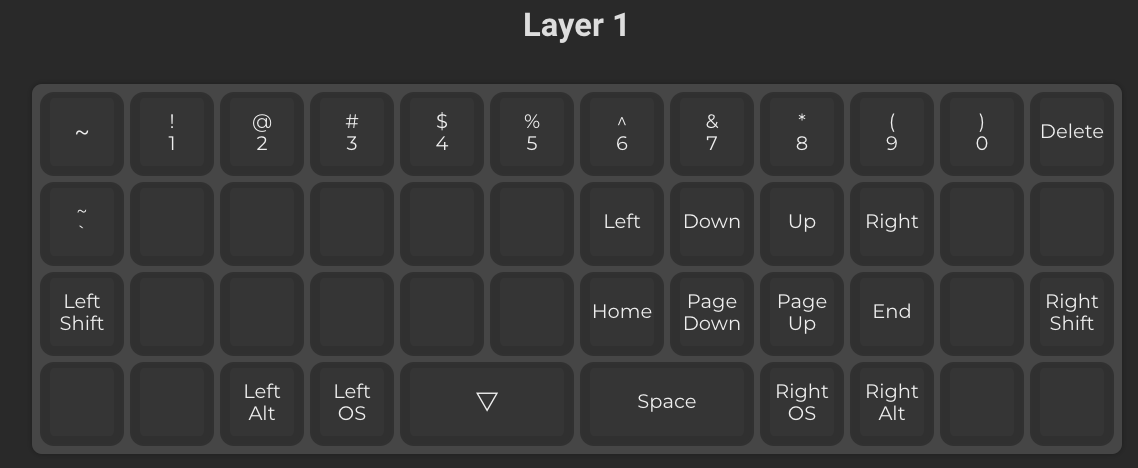 Layer 1
~
!
1
@
2
#
3
$
4
%
5
^
6
&
7
*
8
(
9
)
0
Delete
~
`
Left
Down
Up
Right
Left
Shift
Home
Page
Down
Page
Up
End
Right
Shift
Left
Alt
Left
OS
▽
Space
Right
OS
Right
Alt